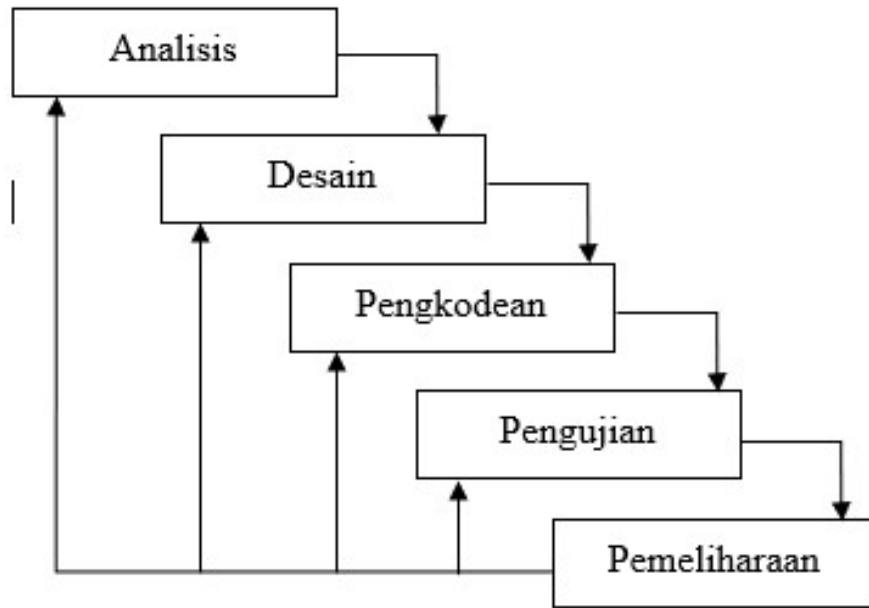 Analisis
Desain
Pengkodean
Pengujian
Pemeliharaan